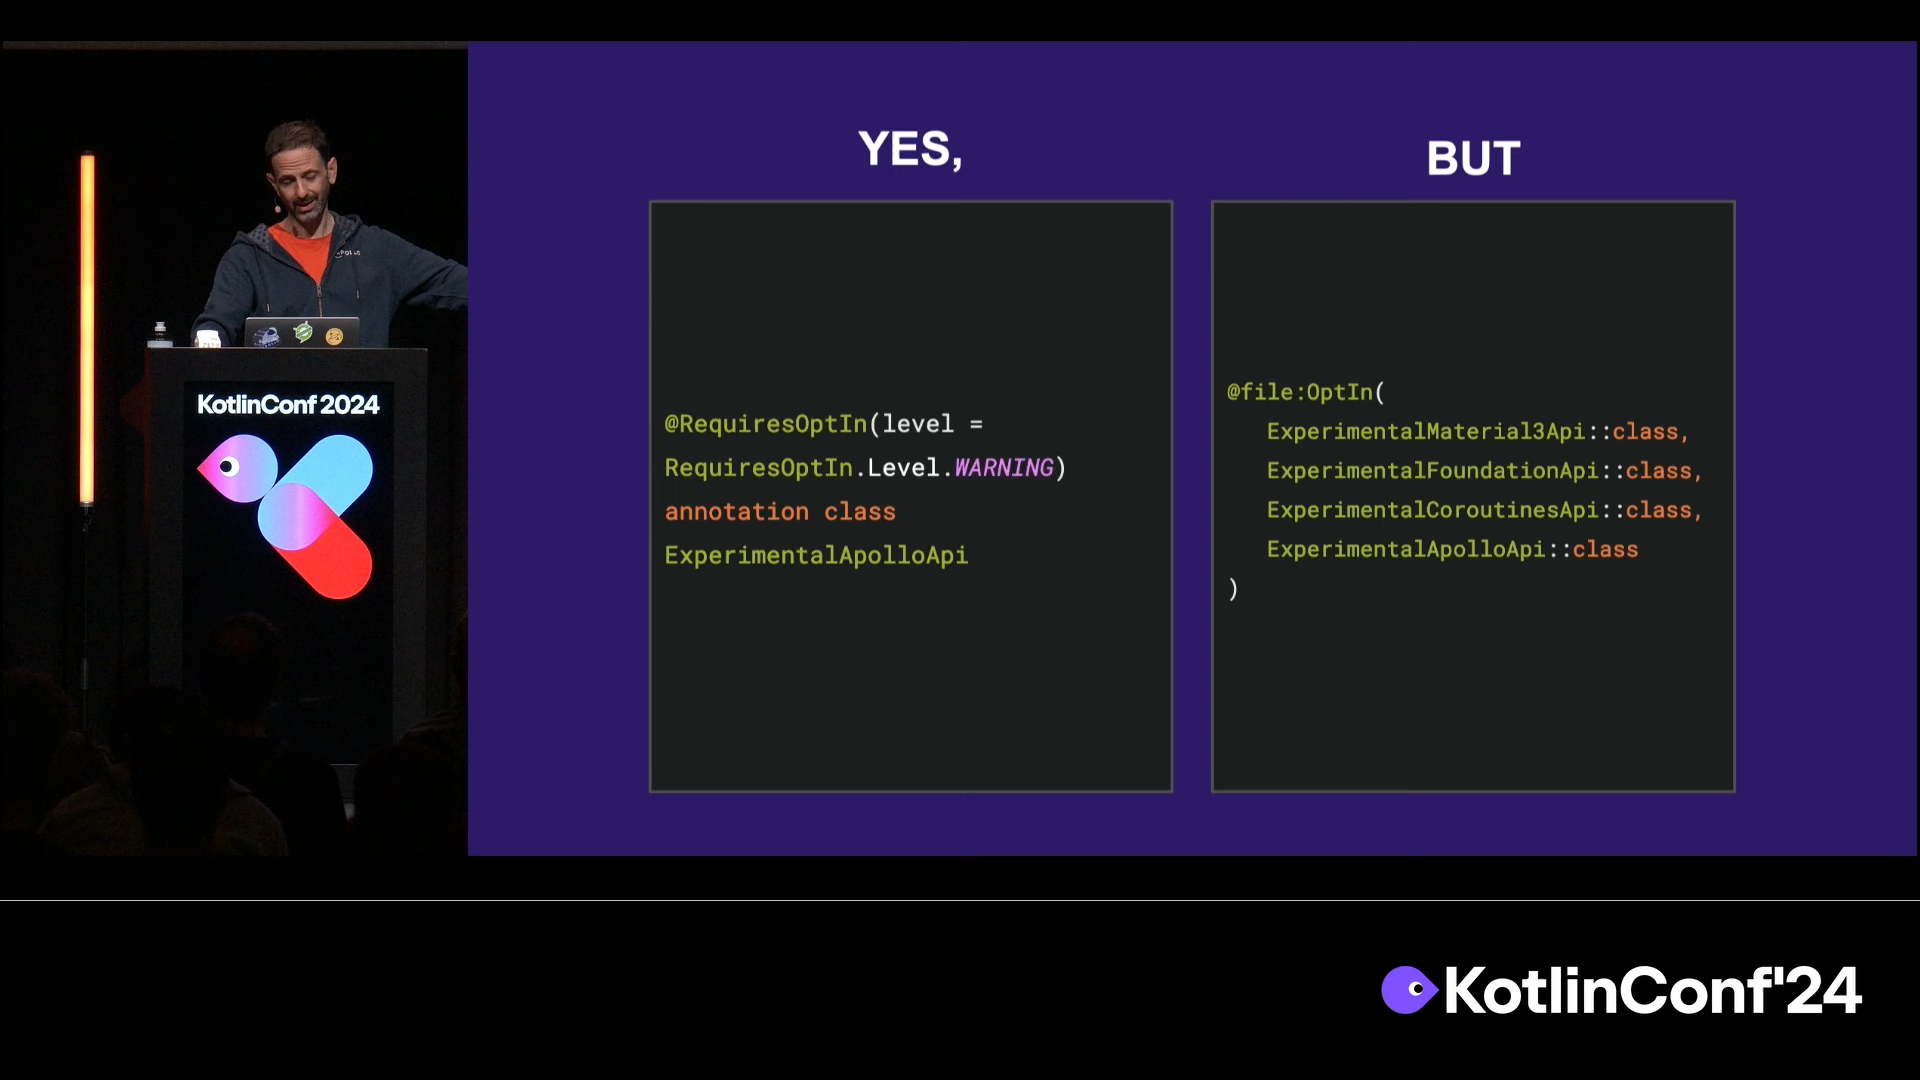 YES,
BUT
@RequiresOptIn(level =
RequiresOptIn.Level.WARNING)
annotation class
ExperimentalApolloApi
@file:OptIn(
ExperimentalMaterial3Api::class,
ExperimentalFoundationApi::class,
ExperimentalCoroutinesApi::class,
ExperimentalApolloApi::class
)
KotlinConf 2024
KotlinConf'24